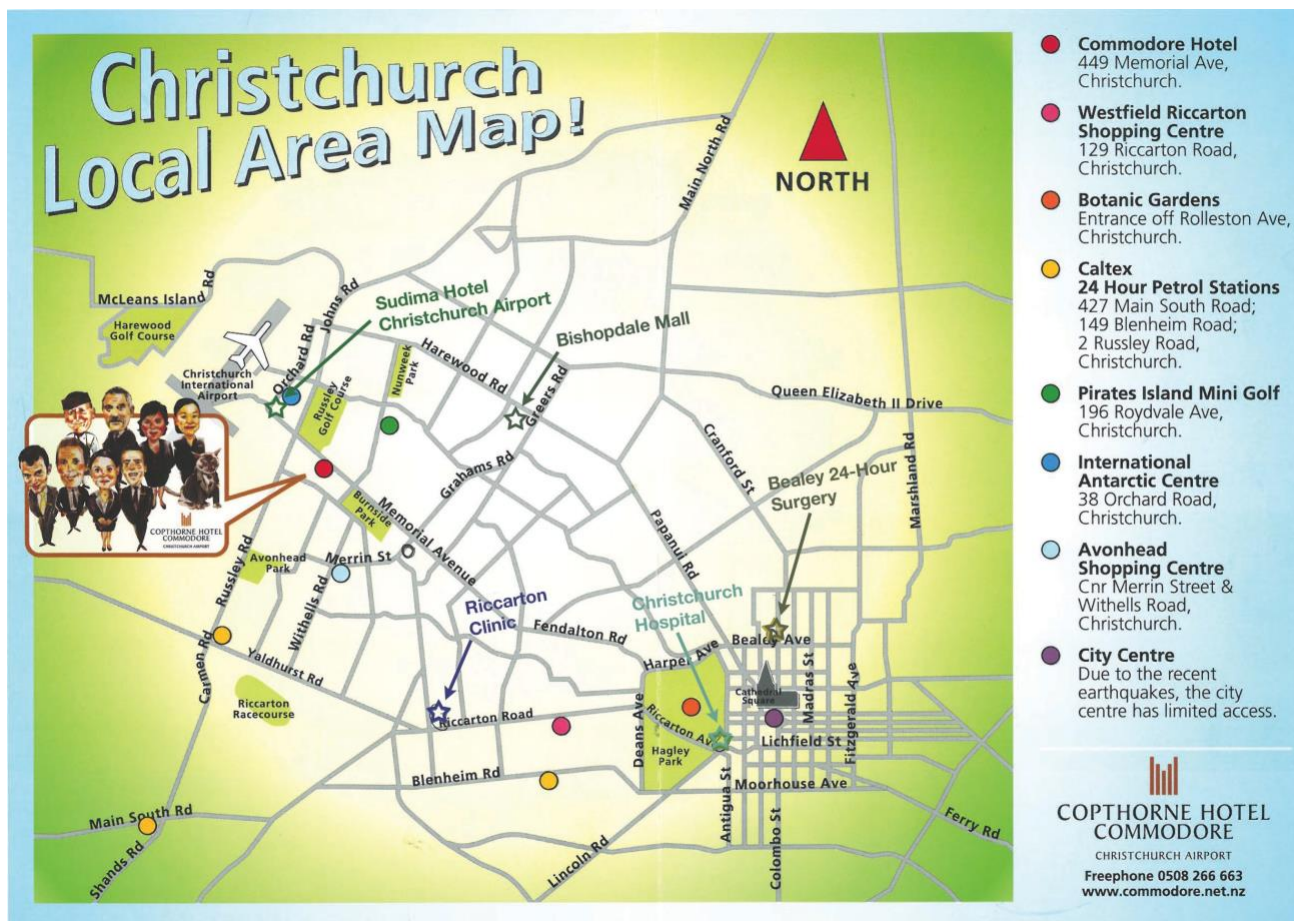 Christchurch
Local Area Map!
NORTH
Main North Rd
McLeans Island Rd
Harewood
Golf Course
Johns Rd
Sudima Hotel
Christchurch Airport
Orchard Rd
Bishopdale Mall
Christchurch
International
Airport
Nunweek
Park
Harewood Rd
Russley
Golf Course
Greers Rd
Queen Elizabeth II Drive
Cranford St
Marshland Rd
Grahams Rd
Bealey 24-Hour
Surgery
COPTHORNE HOTEL
COMMODORE
CHRISTCHURCH AIRPORT
Burnside
Park
Memorial Avenue
Papanui Rd
Russley Rd
Avonhead
Park
Merrin St
Withells Rd
Riccarton
Clinic
Christchurch
Hospital
Fendalton Rd
Bealey Ave
Harper Ave
Carmen Rd
Yaldhurst Rd
Riccarton
Racecourse
Madras St
Fitzgerald Ave
Cathedral
Square
Deans Ave
Riccarton Road
Riccarton Ave
Lichfield St
Hagley
Park
Blenheim Rd
Moorhouse Ave
Antigua St
Colombo St
Main South Rd
Shands Rd
Lincoln Rd
Ferry Rd
Commodore Hotel
449 Memorial Ave,
Christchurch.
Westfield Riccarton
Shopping Centre
129 Riccarton Road,
Christchurch.
Botanic Gardens
Entrance off Rolleston Ave,
Christchurch.
Caltex
24 Hour Petrol Stations
427 Main South Road;
149 Blenheim Road;
2 Russley Road,
Christchurch.
Pirates Island Mini Golf
196 Roydvale Ave,
Christchurch.
International
Antarctic Centre
38 Orchard Road,
Christchurch.
Avonhead
Shopping Centre
Cnr Merrin Street &
Withells Road,
Christchurch.
City Centre
Due to the recent
earthquakes, the city
centre has limited access.
COPTHORNE HOTEL
COMMODORE
CHRISTCHURCH AIRPORT
Freephone 0508 266 663
www.commodore.net.nz